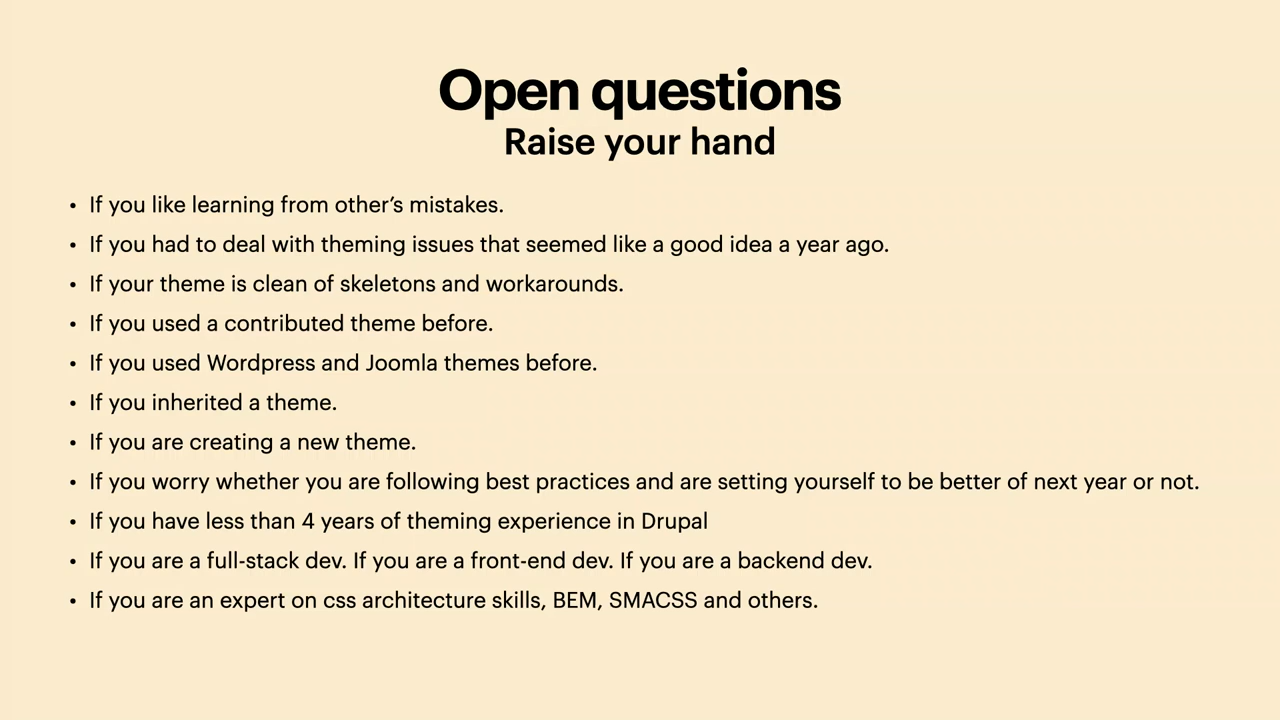 Open questions
Raise your hand
• If you like learning from other’s mistakes.
• If you had to deal with theming issues that seemed like a good idea a year ago.
• If your theme is clean of skeletons and workarounds.
• If you used a contributed theme before.
• If you used Wordpress and Joomla themes before.
• If you inherited a theme.
• If you are creating a new theme.
• If you worry whether you are following best practices and are setting yourself to be better of next year or not.
• If you have less than 4 years of theming experience in Drupal
• If you are a full-stack dev. If you are a front-end dev. If you are a backend dev.
• If you are an expert on css architecture skills, BEM, SMACSS and others.